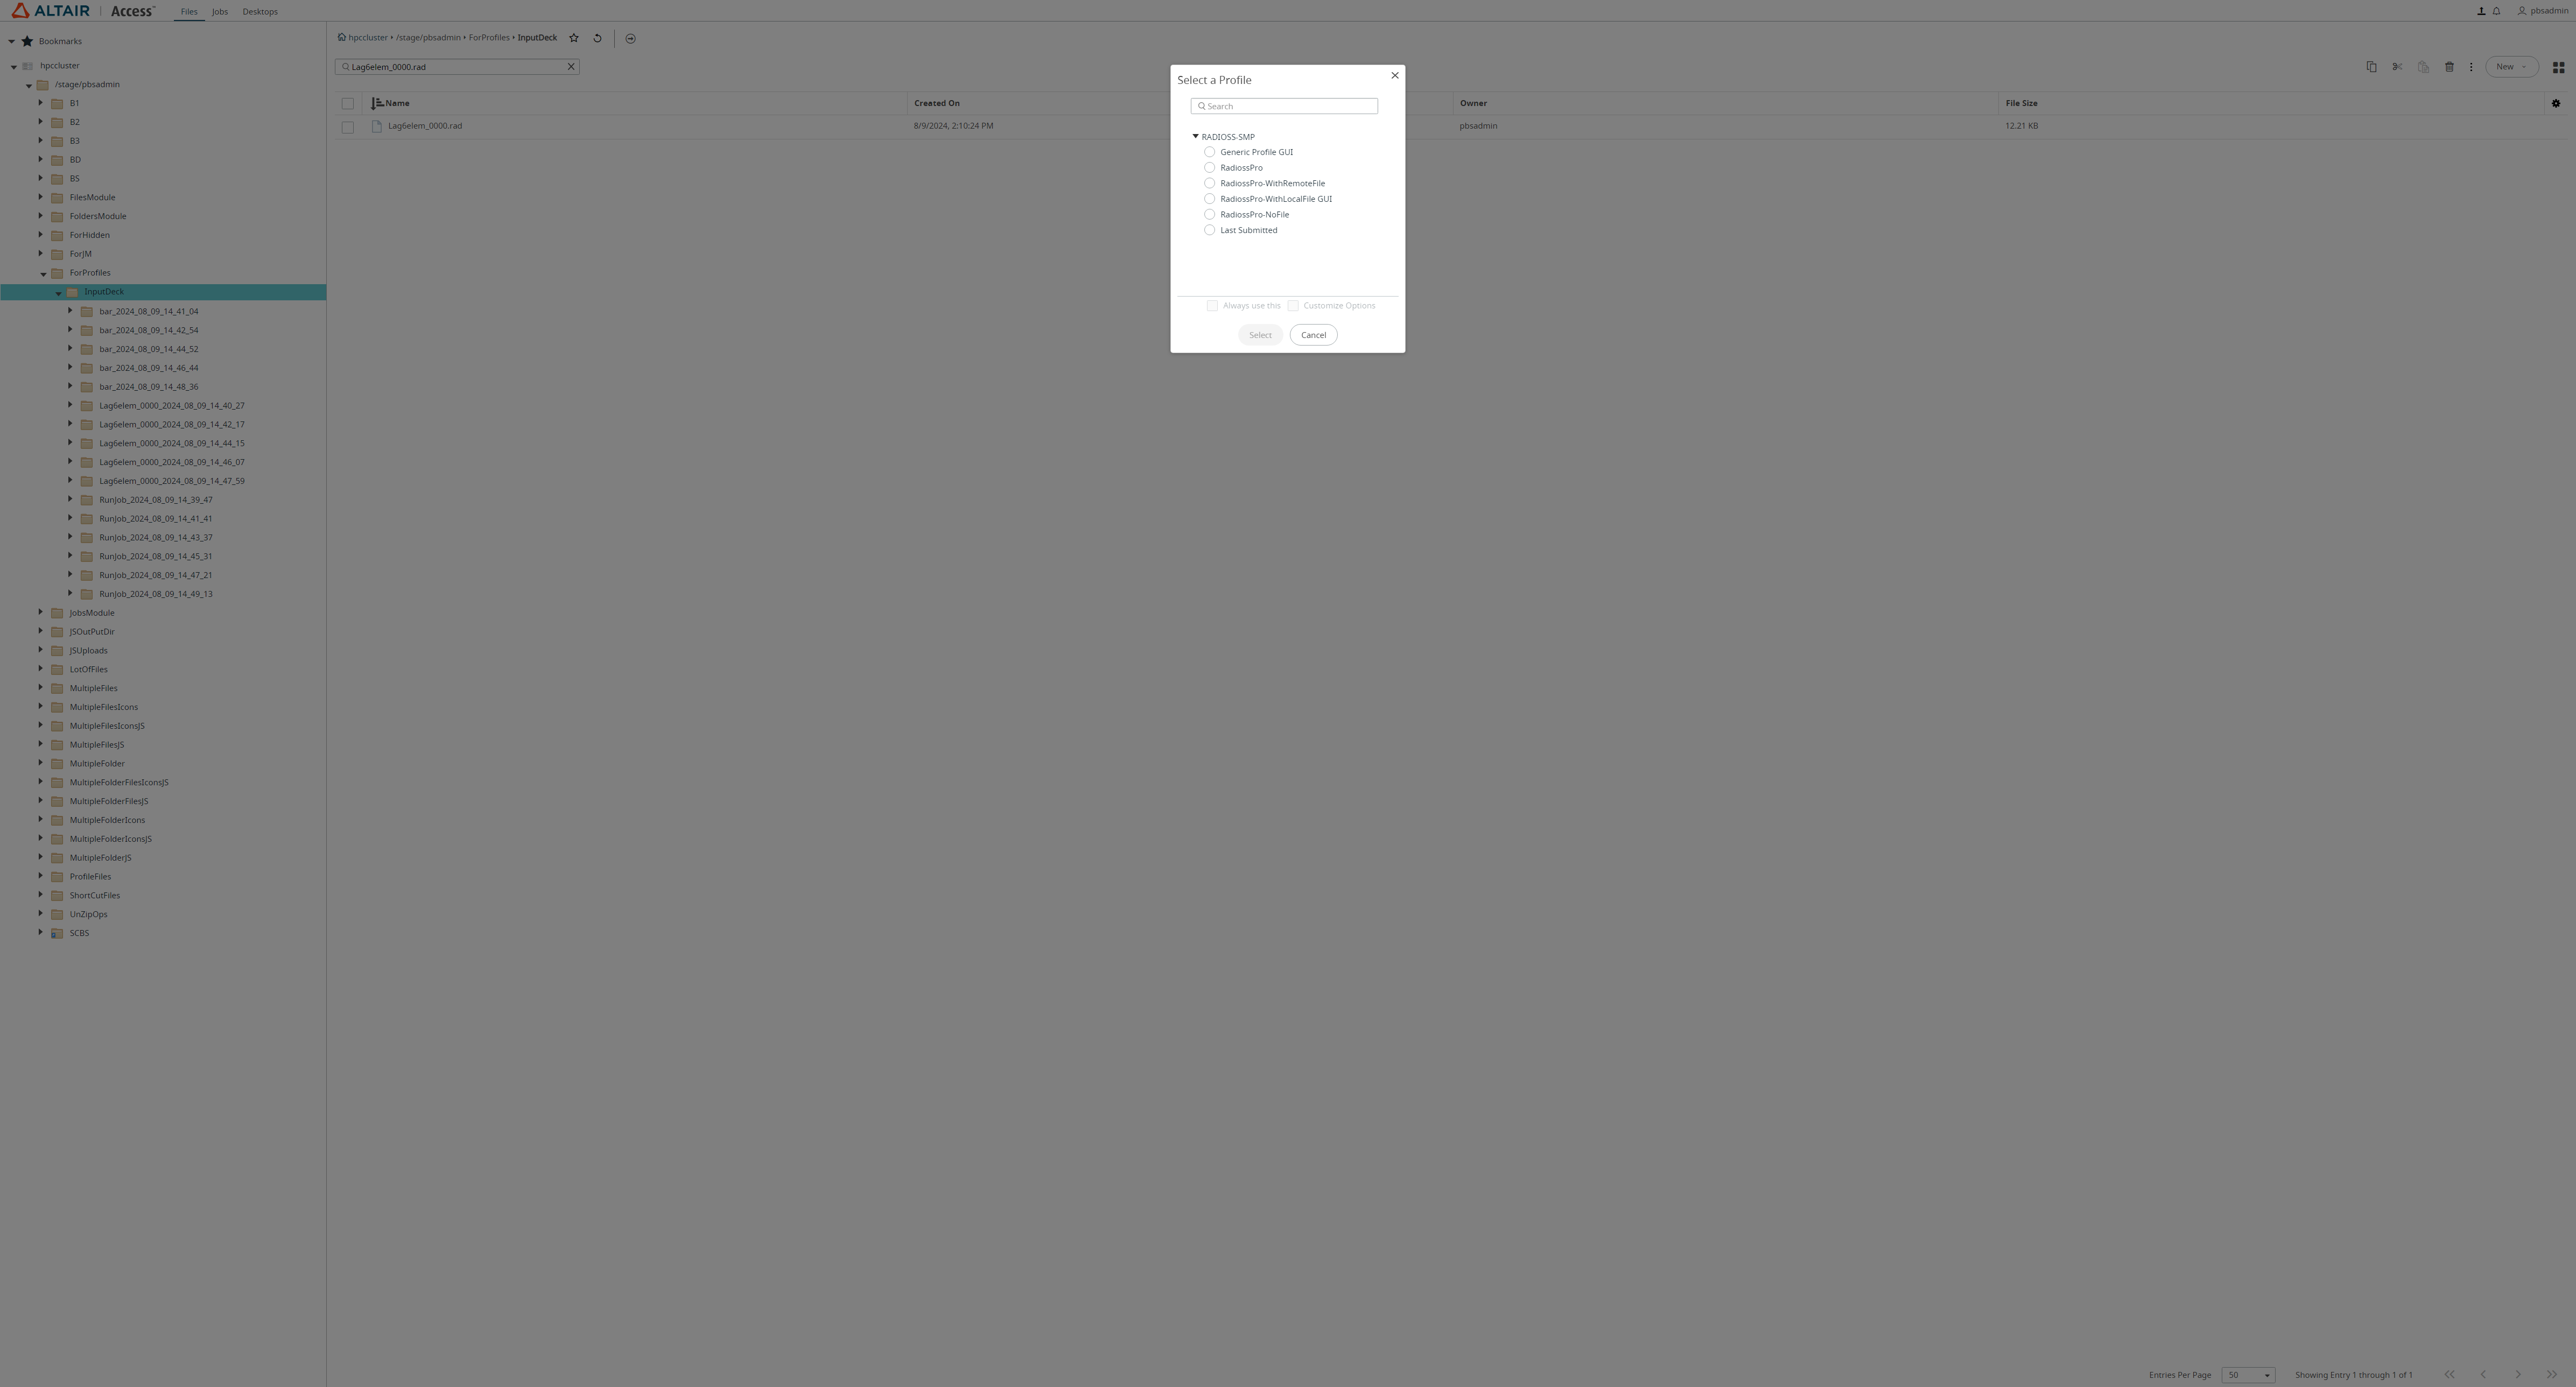 ALTAIR | Access™ Files Jobs Desktops pbsadmin
Bookmarks
hpccluster
/stage/pbsadmin
B1
B2
B3
BD
BS
FilesModule
FoldersModule
ForHidden
ForJM
ForProfiles
InputDeck
bar_2024_08_09_14_41_04
bar_2024_08_09_14_42_54
bar_2024_08_09_14_44_52
bar_2024_08_09_14_46_44
bar_2024_08_09_14_48_36
Lag6elem_0000_2024_08_09_14_40_27
Lag6elem_0000_2024_08_09_14_42_17
Lag6elem_0000_2024_08_09_14_44_15
Lag6elem_0000_2024_08_09_14_46_07
Lag6elem_0000_2024_08_09_14_47_59
RunJob_2024_08_09_14_39_47
RunJob_2024_08_09_14_41_41
RunJob_2024_08_09_14_43_37
RunJob_2024_08_09_14_45_31
RunJob_2024_08_09_14_47_21
RunJob_2024_08_09_14_49_13
JobsModule
JSOutPutDir
JSUploads
LotOfFiles
MultipleFiles
MultipleFilesIcons
MultipleFilesIconsJS
MultipleFilesJS
MultipleFolder
MultipleFolderFilesIconsJS
MultipleFolderFilesJS
MultipleFolderIcons
MultipleFolderIconsJS
MultipleFolderJS
ProfileFiles
ShortCutFiles
UnZipOps
SCBS
hpccluster /stage/pbsadmin ForProfiles InputDeck
Lag6elem_0000.rad
New
Name Created On Owner File Size
Lag6elem_0000.rad 8/9/2024, 2:10:24 PM pbsadmin 12.21 KB
Select a Profile
Search
RADIOSS-SMP
Generic Profile GUI
RadiossPro
RadiossPro-WithRemoteFile
RadiossPro-WithLocalFile GUI
RadiossPro-NoFile
Last Submitted
Always use this Customize Options
Select Cancel
Entries Per Page 50 Showing Entry 1 through 1 of 1